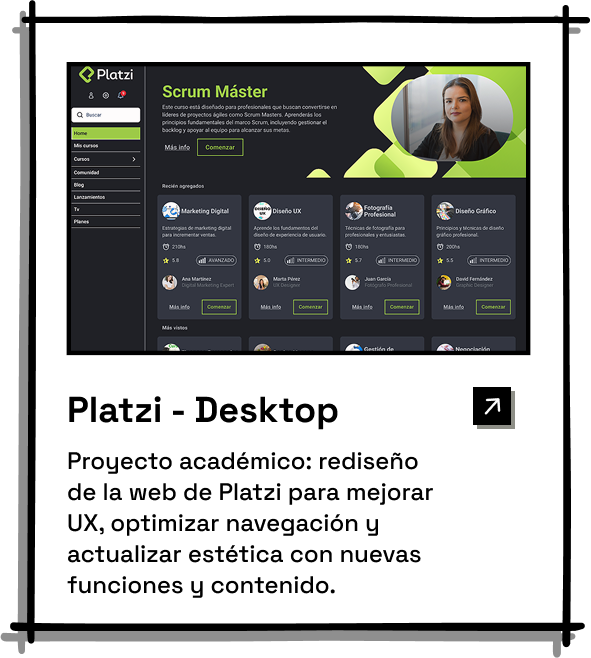 Platzi
Buscar
Home
Mis cursos
Cursos
Comunidad
Blog
Lanzamientos
Tv
Planes
Scrum Máster
Este curso está diseñado para profesionales que buscan convertirse en
líderes de proyectos ágiles como Scrum Masters. Aprenderás los
principios fundamentales del marco Scrum, incluyendo gestionar el
backlog y apoyar al equipo para alcanzar sus metas.
Más info
Comenzar
Recién agregados
Marketing Digital
Estrategias de marketing digital
para incrementar ventas.
210hs
5.8
AVANZADO
Ana Martínez
Digital Marketing Expert
Más info
Comenzar
DISEÑO
UX
Diseño UX
Aprende los fundamentos del
diseño de experiencia de usuario.
180hs
5.0
INTERMEDIO
Marta Pérez
UX Designer
Más info
Comenzar
Fotografía
Profesional
Técnicas de fotografía para
profesionales y entusiastas.
180hs
5.7
INTERMEDIO
Juan García
Fotógrafo Profesional
Más info
Comenzar
Diseño Gráfico
Principios y técnicas de diseño
gráfico profesional.
200hs
5.5
INTERMEDIO
David Fernández
Graphic Designer
Más info
Comenzar
Más vistos
Gestión de
Negociación
Platzi - Desktop
Proyecto académico: rediseño
de la web de Platzi para mejorar
UX, optimizar navegación y
actualizar estética con nuevas
funciones y contenido.